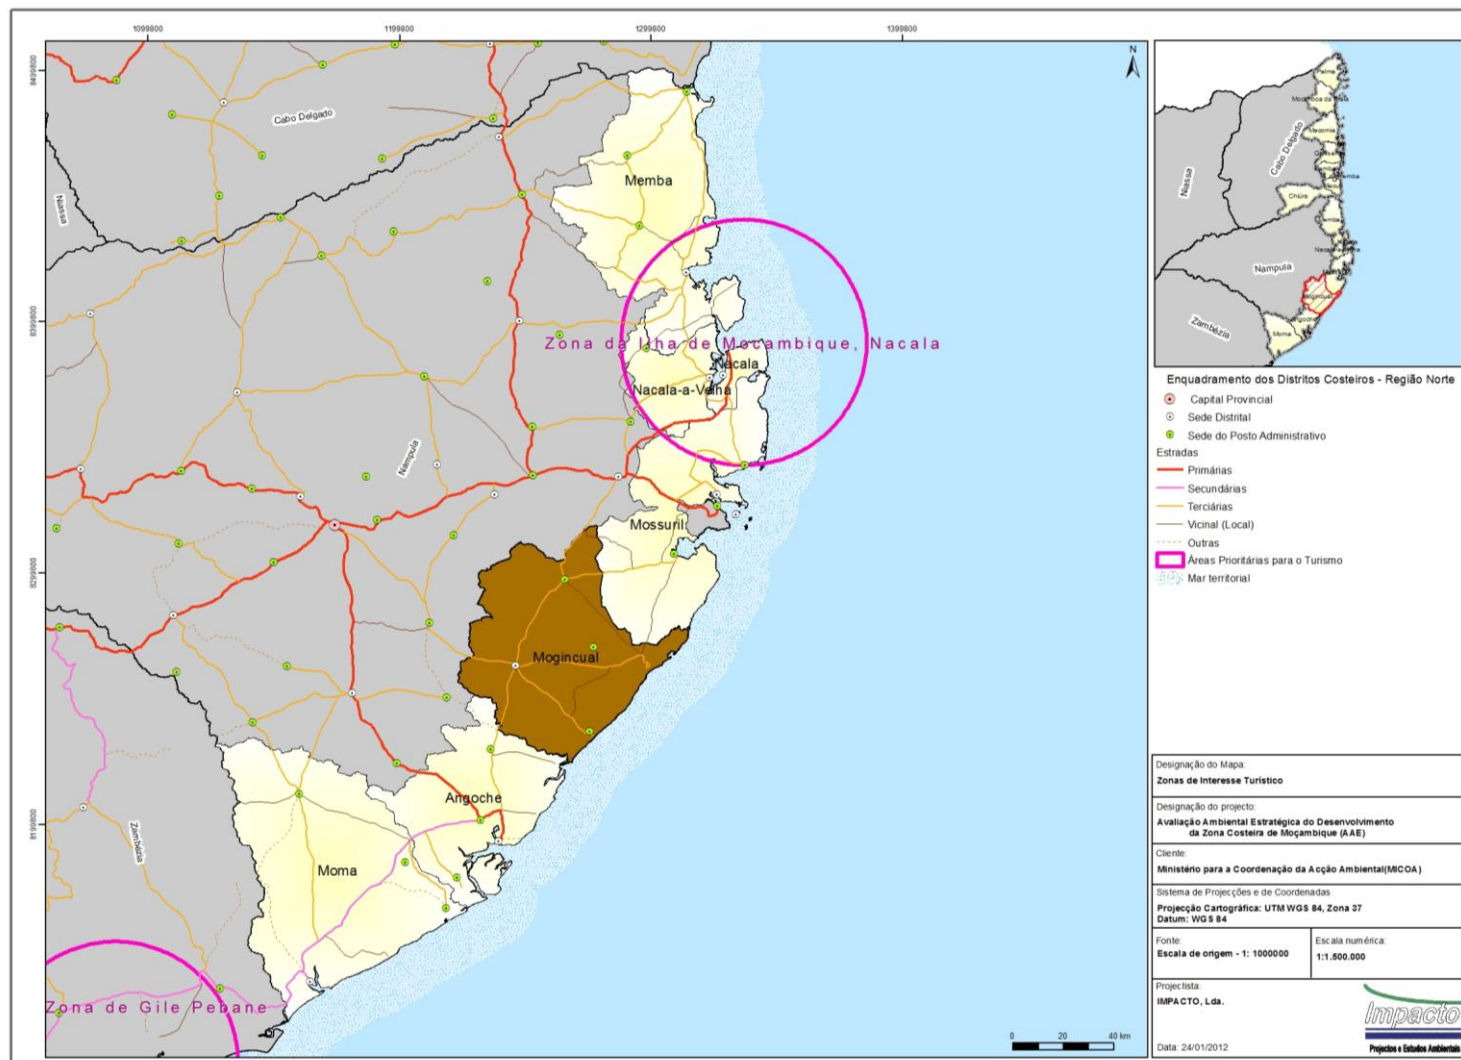 1099800
1199800
1299800
1399800
8499800
8399800
8299800
8199800
N
Cabo Delgado
Niassa
Memba
Zona da Ilha de Mocambique, Nacala
Nacala
Nacala-a-Velha
Nampula
Mossuril
Mogincual
Angoche
Moma
Zambézia
Zona de Gile Pebane
0 20 40 km
Palma
Macomia
Cabo Delgado
Niassa
Chiúre
Nampula
Mogincual
Angoche
Moma
Zambézia
Enquadramento dos Distritos Costeiros - Região Norte
Capital Provincial
Sede Distrital
Sede do Posto Administrativo
Estradas
Primárias
Secundárias
Terciárias
Vicinal (Local)
Outras
Áreas Prioritárias para o Turismo
Mar territorial
Designação do Mapa:
Zonas de Interesse Turístico
Designação do projecto:
Avaliação Ambiental Estratégica do Desenvolvimento
da Zona Costeira de Moçambique (AAE)
Cliente:
Ministério para a Coordenação da Acção Ambiental(MICOA)
Sistema de Projecções e de Coordenadas
Projecção Cartográfica: UTM WGS 84, Zona 37
Datum: WGS 84
Fonte:
Escala de origem - 1: 1000000
Escala numérica:
1:1.500.000
Projectista:
IMPACTO, Lda.
Data: 24/01/2012
Impacto
Projectos e Estudos Ambientais